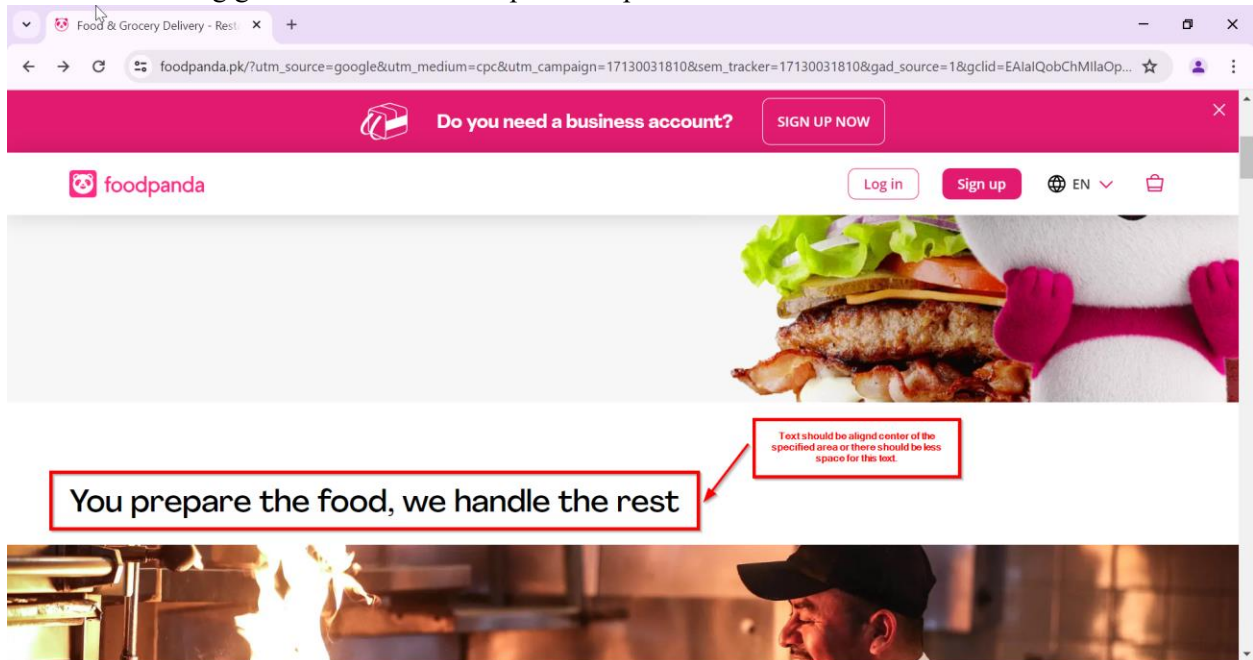 Food & Grocery Delivery - Rest
foodpanda.pk/?utm_source=google&utm_medium=cpc&utm_campaign=17130031810&sem_tracker=17130031810&gad_source=1&gclid=EAIaIQobChMIlaOp...
Do you need a business account?
SIGN UP NOW
foodpanda
Log in
Sign up
EN
Text should be alignd center of the
specified area or there should be less
space for this text.
You prepare the food, we handle the rest